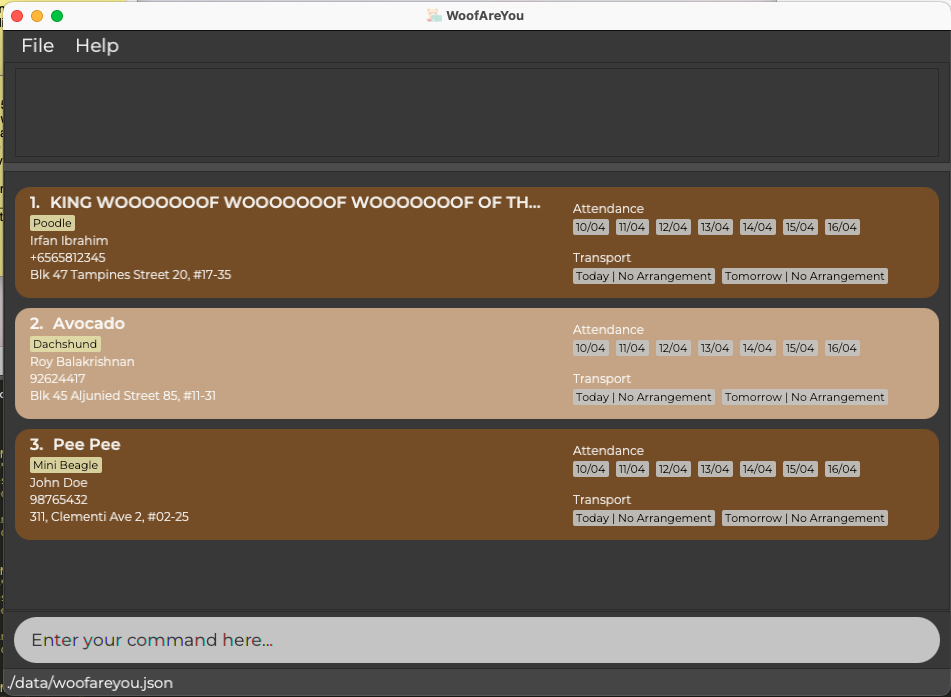 WoofAreYou
File Help
1. KING WOOOOOOOF WOOOOOOOF WOOOOOOOF OF TH...
Poodle
Irfan Ibrahim
+6565812345
Blk 47 Tampines Street 20, #17-35
Attendance
10/04 11/04 12/04 13/04 14/04 15/04 16/04
Transport
Today | No Arrangement Tomorrow | No Arrangement
2. Avocado
Dachshund
Roy Balakrishnan
92624417
Blk 45 Aljunied Street 85, #11-31
Attendance
10/04 11/04 12/04 13/04 14/04 15/04 16/04
Transport
Today | No Arrangement Tomorrow | No Arrangement
3. Pee Pee
Mini Beagle
John Doe
98765432
311, Clementi Ave 2, #02-25
Attendance
10/04 11/04 12/04 13/04 14/04 15/04 16/04
Transport
Today | No Arrangement Tomorrow | No Arrangement
Enter your command here...
./data/woofareyou.json